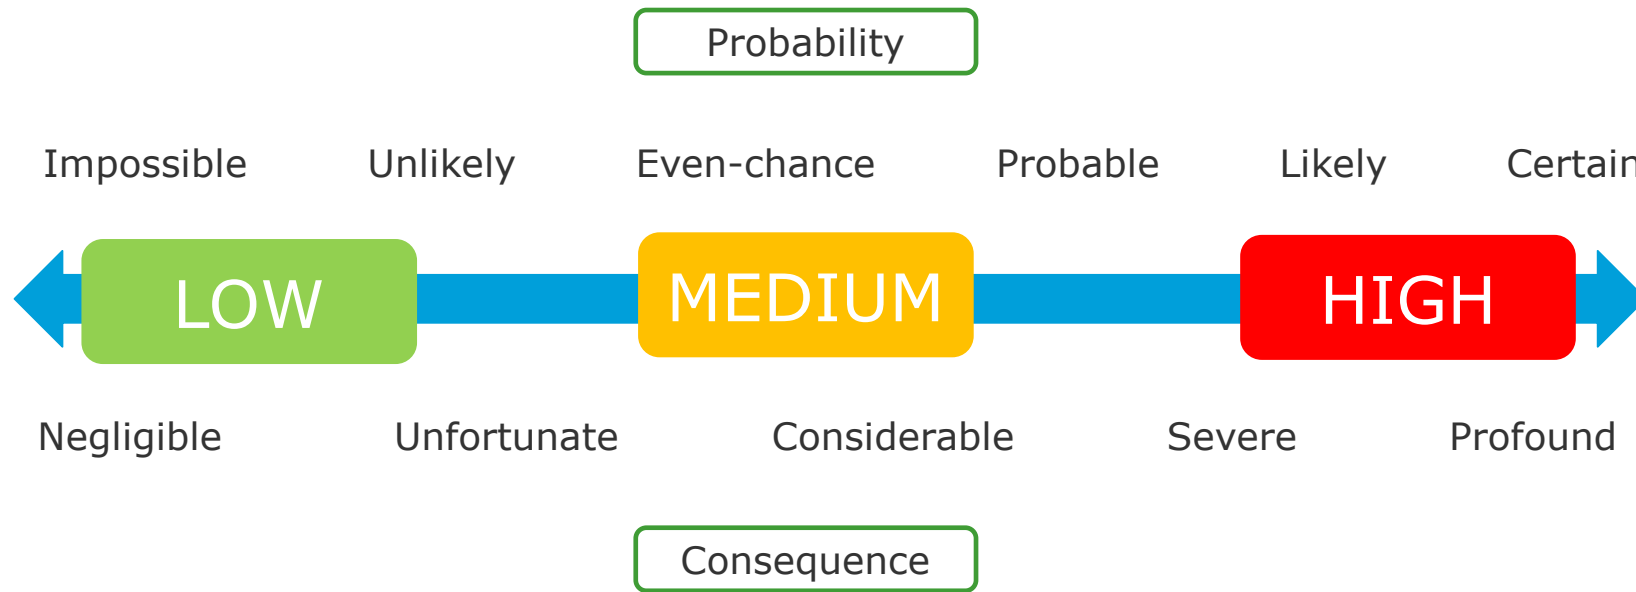 Probability
Impossible Unlikely Even-chance Probable Likely Certain
LOW MEDIUM HIGH
Negligible Unfortunate Considerable Severe Profound
Consequence